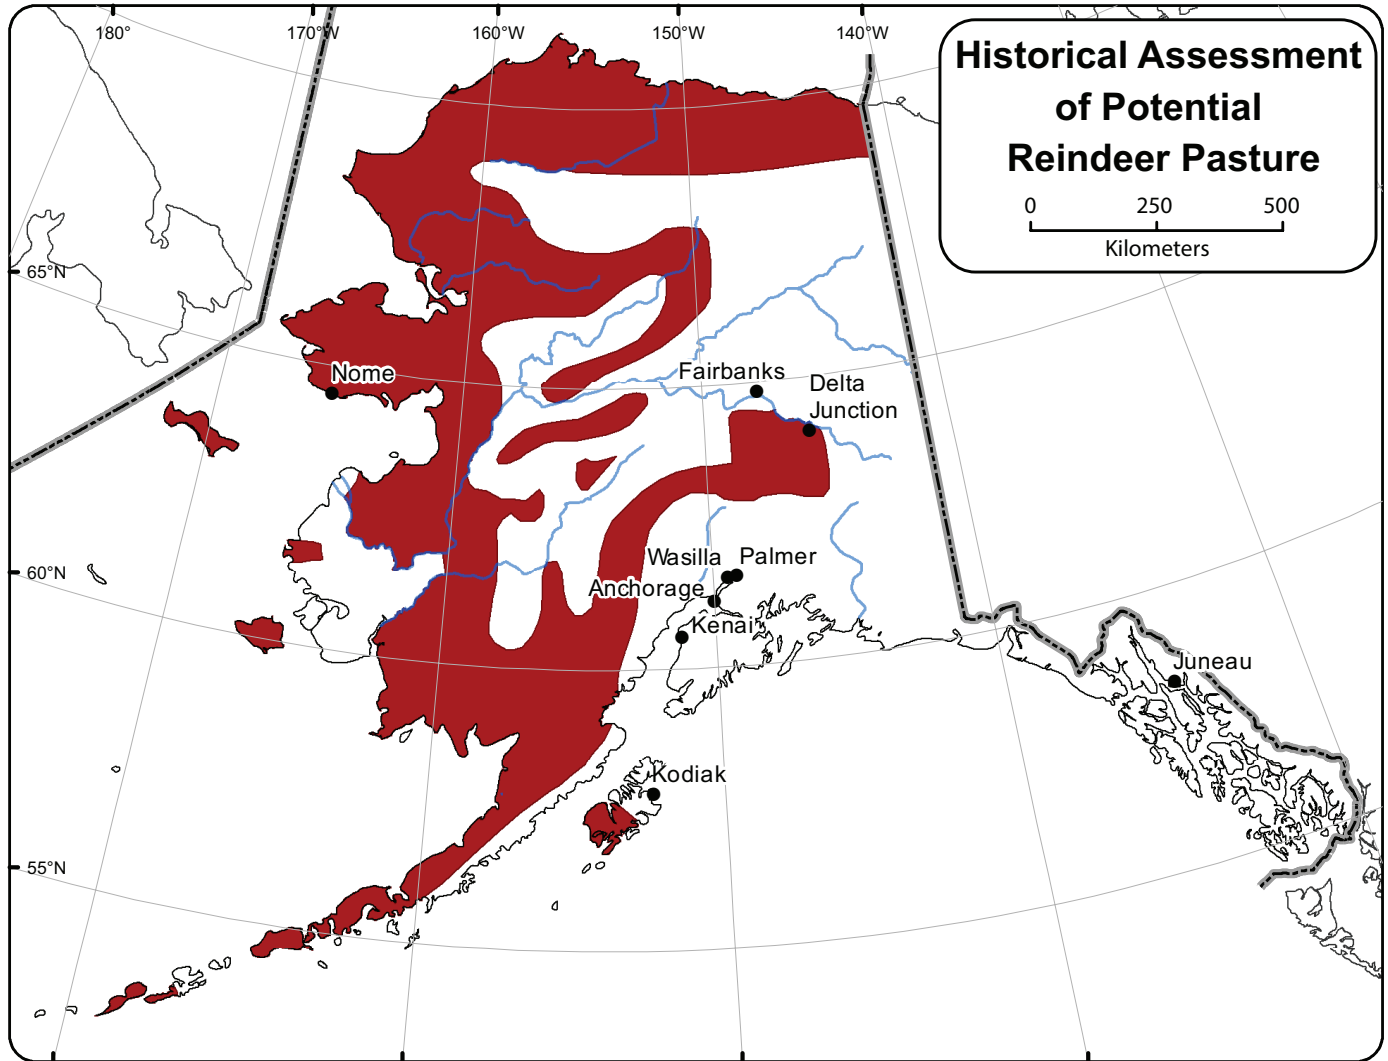 180°
170°W
160°W
150°W
140°W
Historical Assessment
of Potential
Reindeer Pasture
0 250 500
Kilometers
65°N
Nome
Fairbanks
Delta
Junction
60°N
Wasilla
Palmer
Anchorage
Kenai
Juneau
Kodiak
55°N